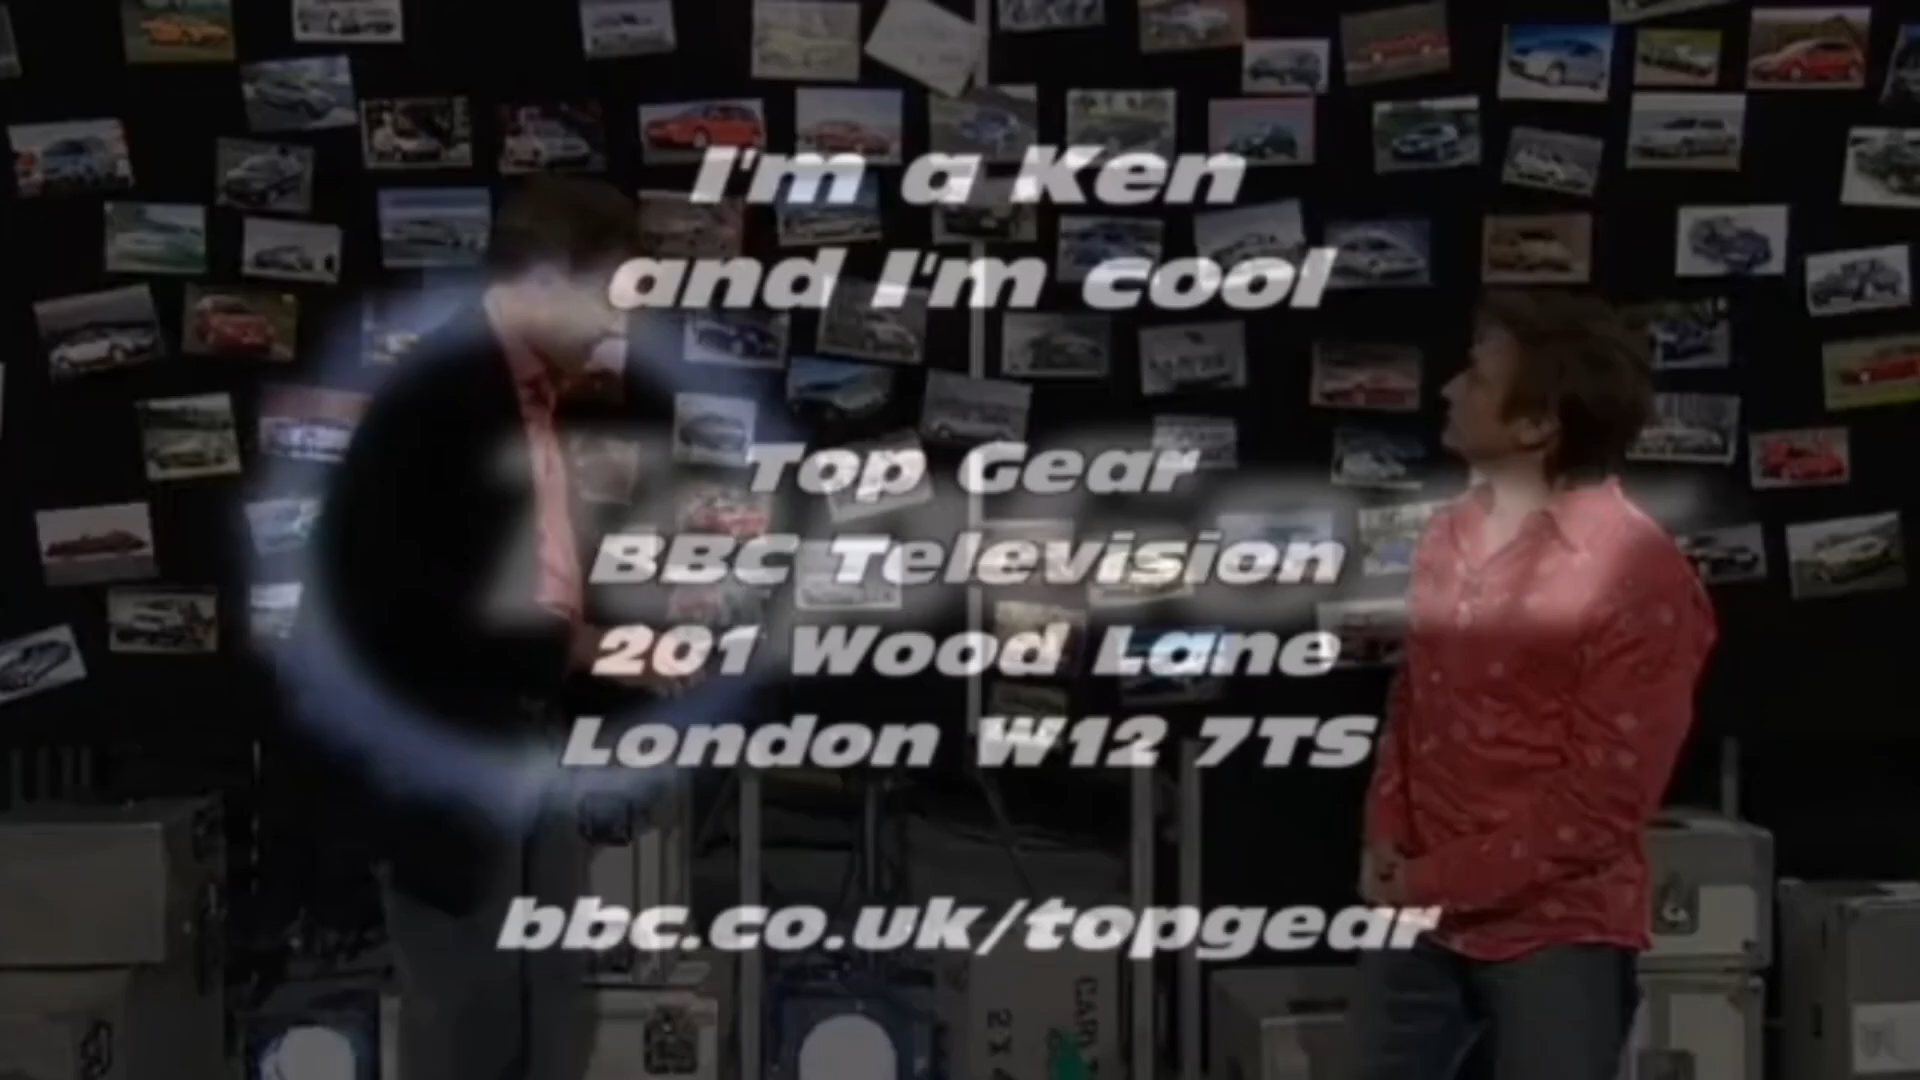 I'm a Ken
and I'm cool
Top Gear
BBC Television
201 Wood Lane
London W12 7TS
bbc.co.uk/topgear